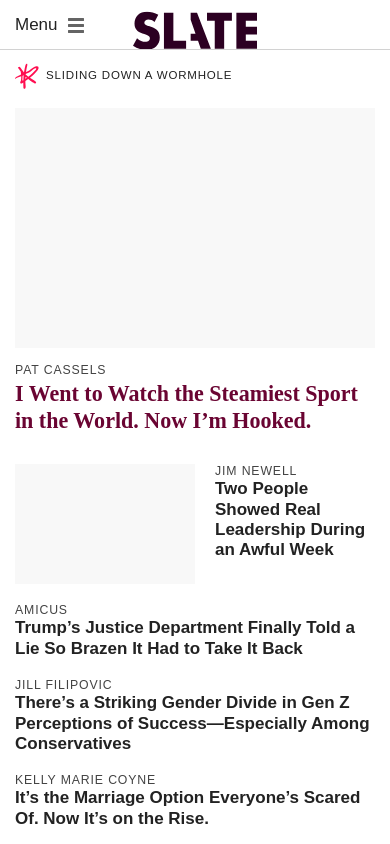 Menu
SLATE
SLIDING DOWN A WORMHOLE
PAT CASSELS
I Went to Watch the Steamiest Sport
in the World. Now I’m Hooked.
JIM NEWELL
Two People
Showed Real
Leadership During
an Awful Week
AMICUS
Trump’s Justice Department Finally Told a
Lie So Brazen It Had to Take It Back
JILL FILIPOVIC
There’s a Striking Gender Divide in Gen Z
Perceptions of Success—Especially Among
Conservatives
KELLY MARIE COYNE
It’s the Marriage Option Everyone’s Scared
Of. Now It’s on the Rise.